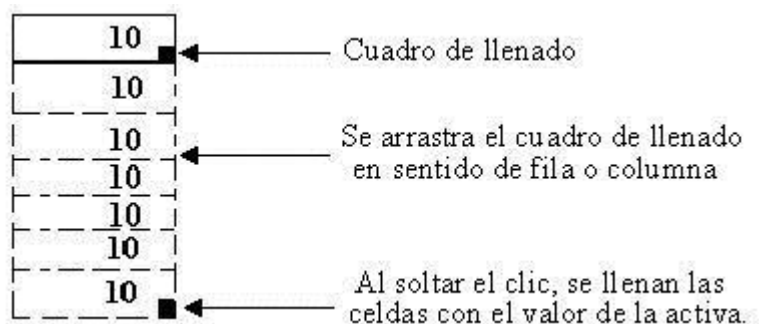 10
Cuadro de llenado
10
10
Se arrastra el cuadro de llenado
en sentido de fila o columna
10
10
10
10
Al soltar el clic, se llenan las
celdas con el valor de la activa.